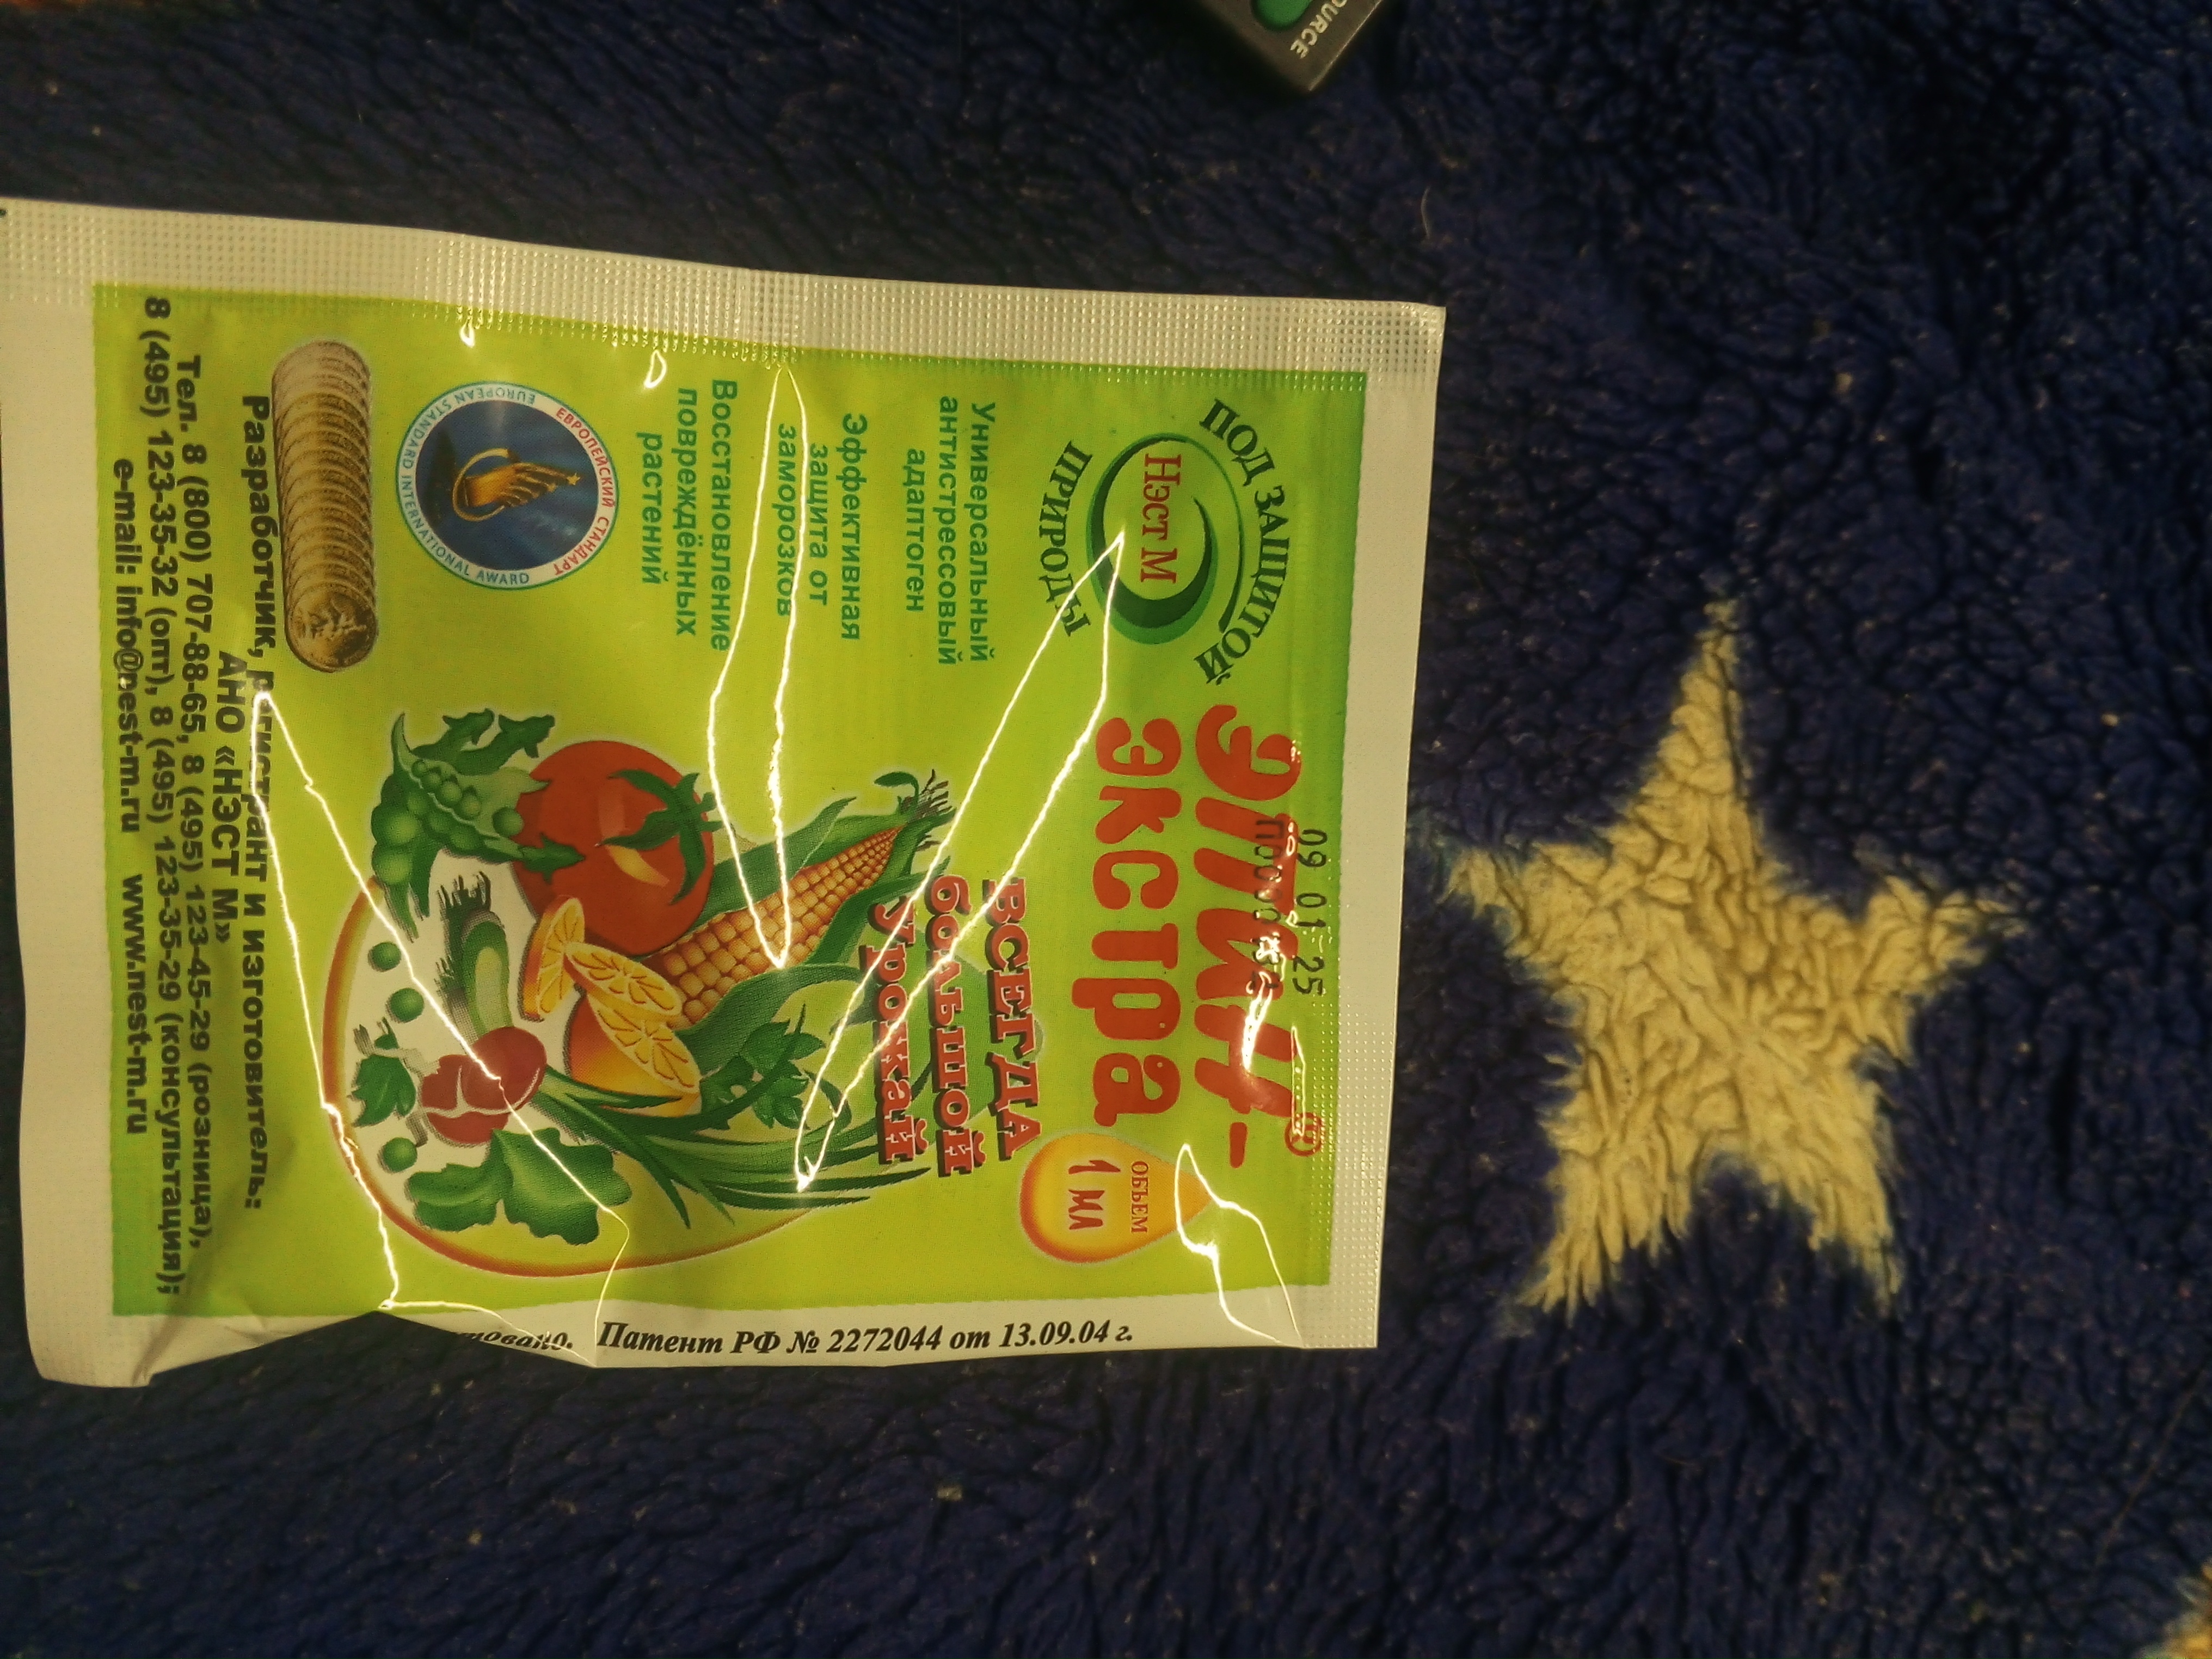 ПОД ЗАЩИТОЙ
НЭСТ М
ПРИРОДЫ
09 01 25
ЭПИН-®
экстра
ОБЪЕМ
1 мл
ВСЕГДА
большой
урожай
Универсальный
антистрессовый
адаптоген
Эффективная
защита от
заморозков
Восстановление
повреждённых
растений
ЕВРОПЕЙСКИЙ СТАНДАРТ
EUROPEAN STANDARD INTERNATIONAL AWARD
Разработчик, регистрант и изготовитель:
АНО «НЭСТ М»
Тел. 8 (800) 707-88-65, 8 (495) 123-45-29 (розница),
8 (495) 123-35-32 (опт), 8 (495) 123-35-29 (консультация);
e-mail: info@nest-m.ru www.nest-m.ru
Патент РФ № 2272044 от 13.09.04 г.